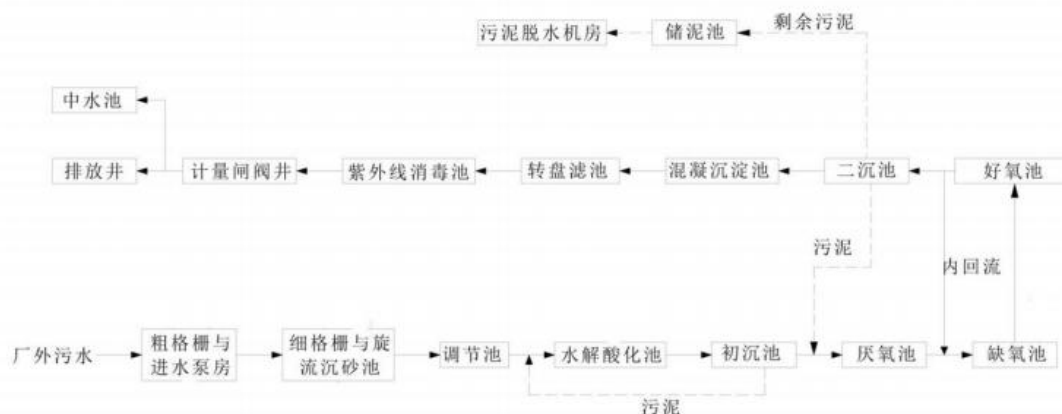 污泥脱水机房
储泥池
剩余污泥
中水池
排放井
计量闸阀井
紫外线消毒池
转盘滤池
混凝沉淀池
二沉池
好氧池
污泥
内回流
厂外污水
粗格栅与
进水泵房
细格栅与旋
流沉砂池
调节池
水解酸化池
初沉池
厌氧池
缺氧池
污泥